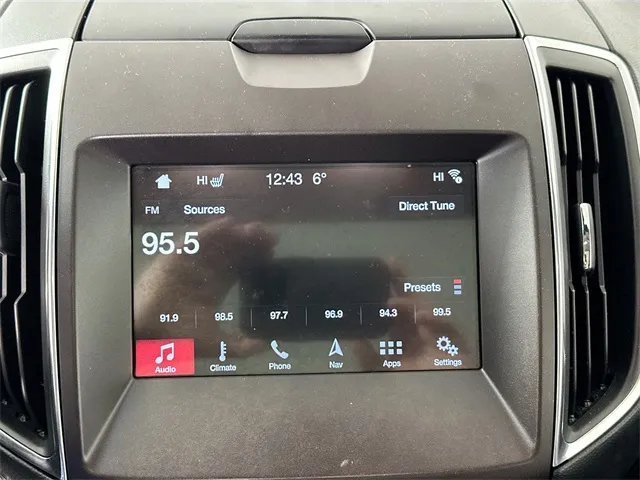 HI 12:43 6° HI
FM Sources Direct Tune
95.5
Presets
91.9 98.5 97.7 96.9 94.3 99.5
Audio Climate Phone Nav Apps Settings